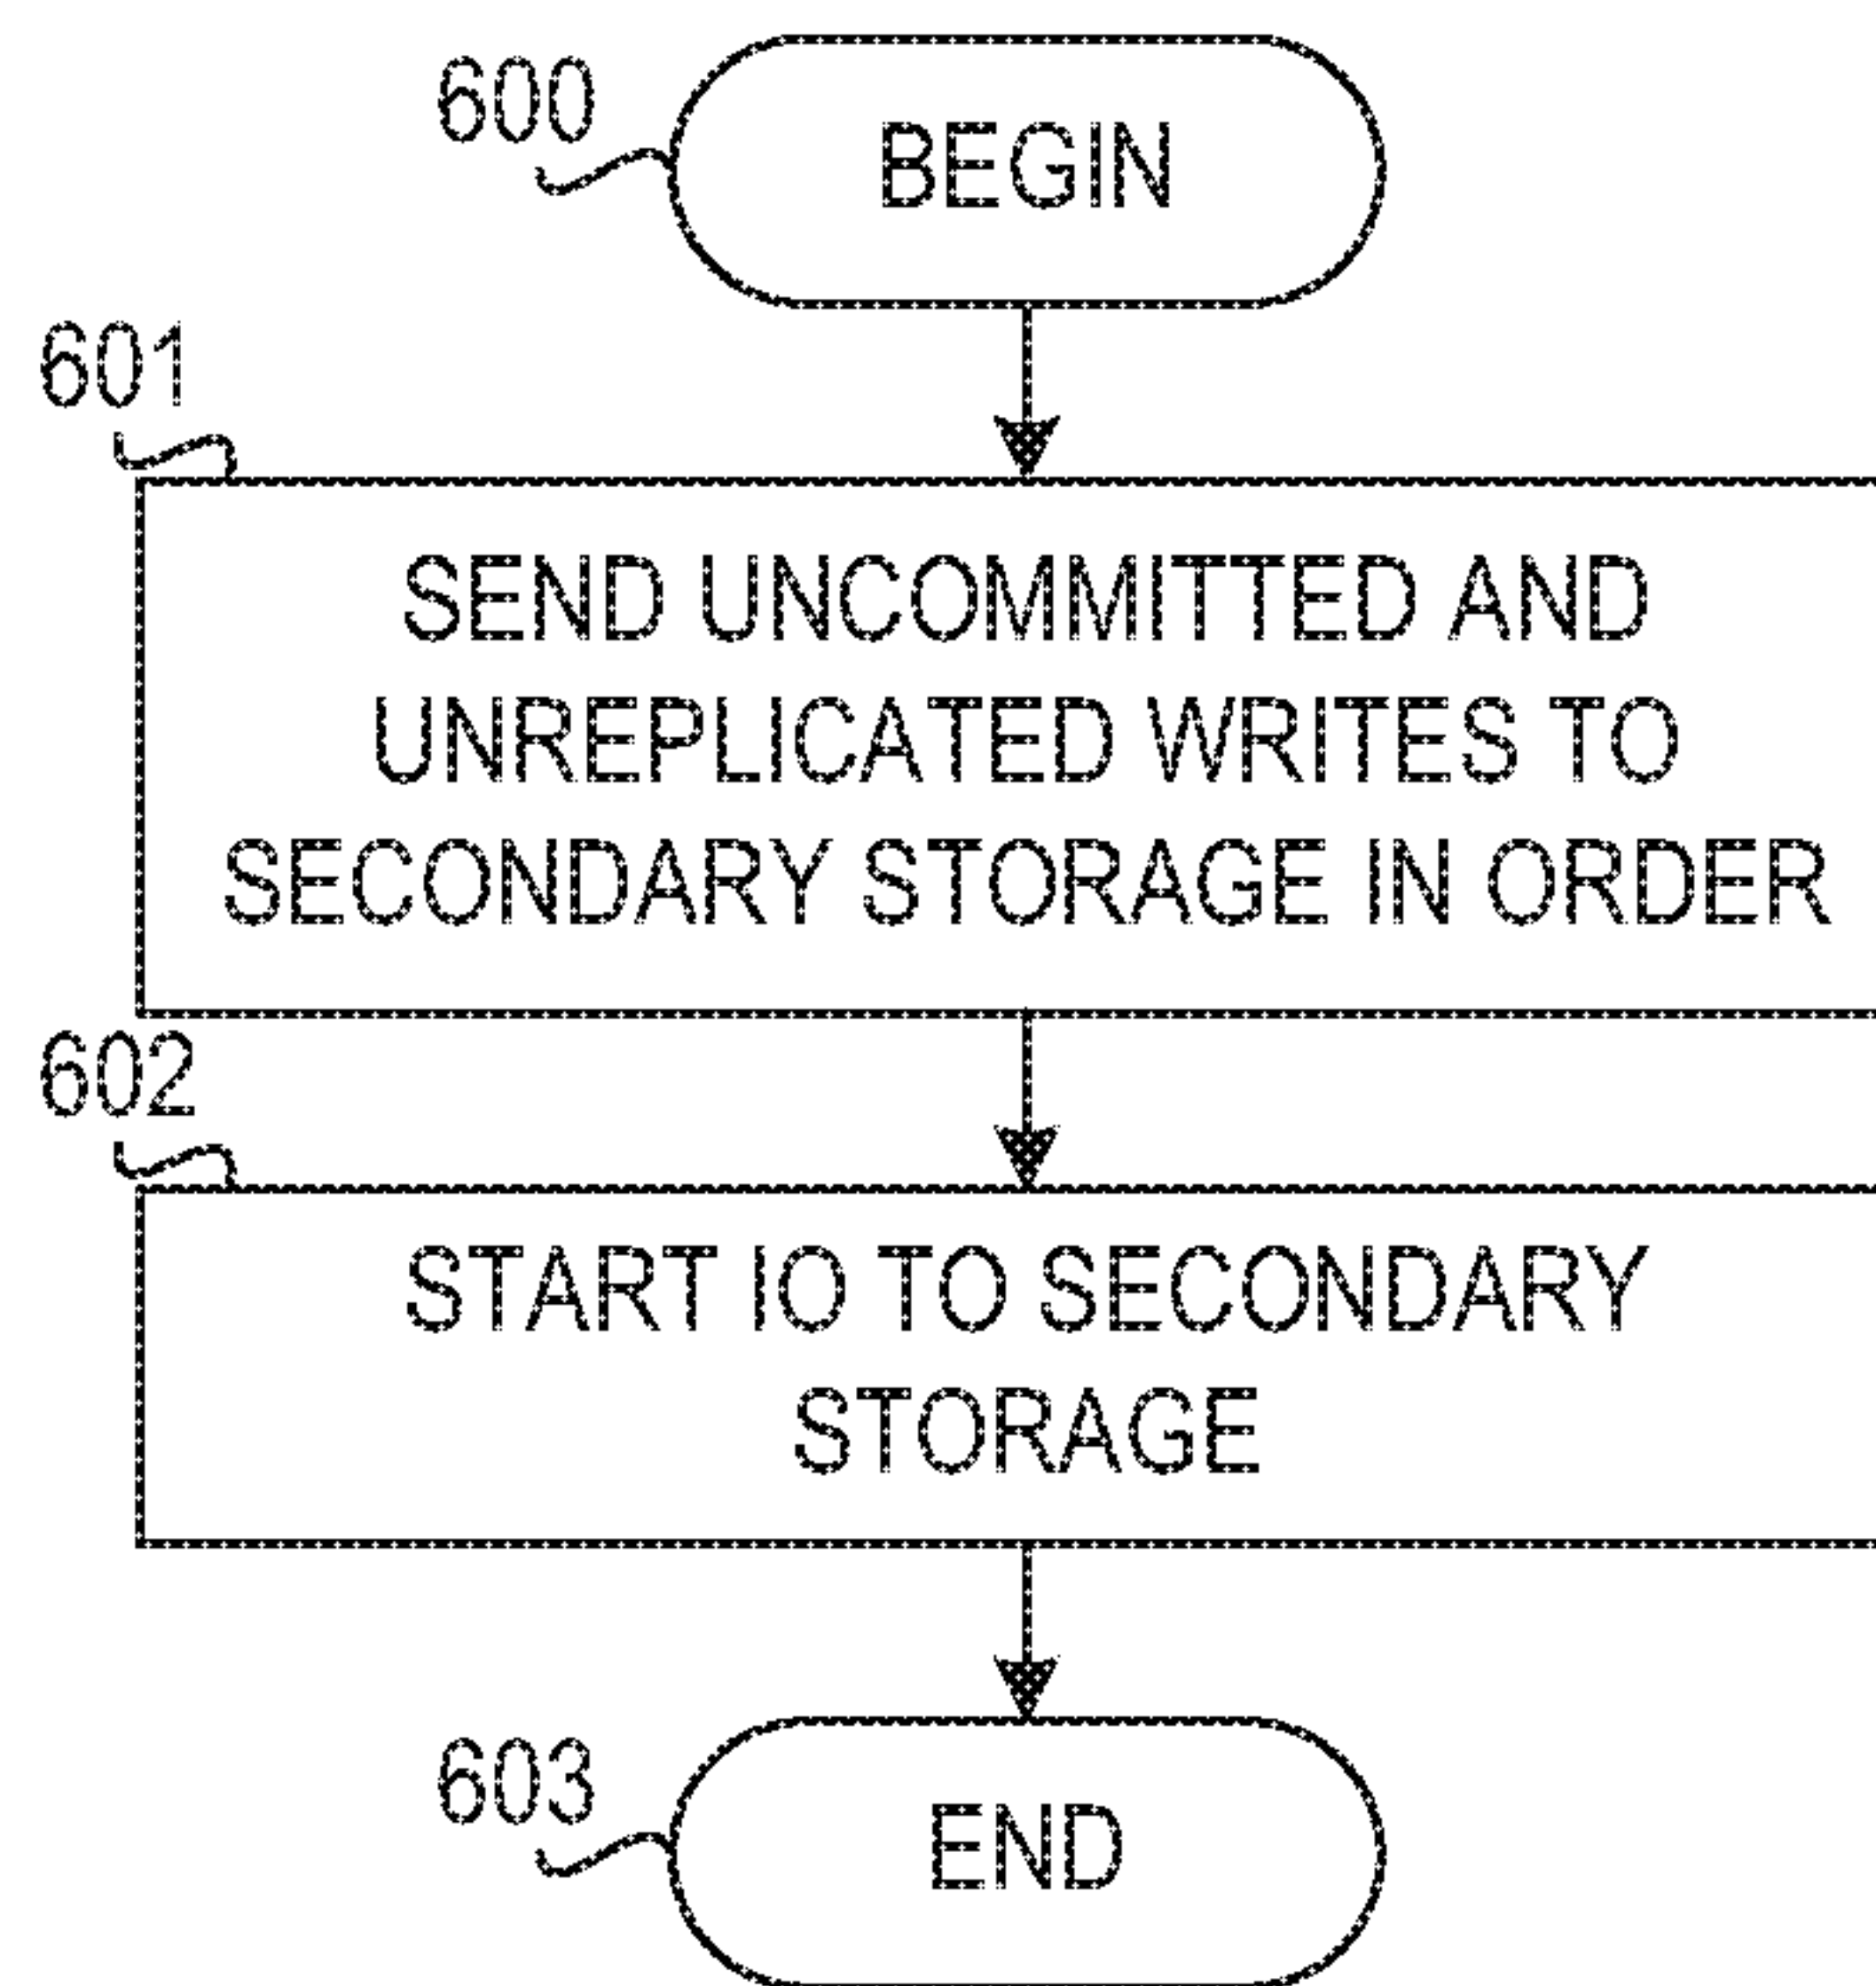 600
BEGIN
601
SEND UNCOMMITTED AND
UNREPLICATED WRITES TO
SECONDARY STORAGE IN ORDER
602
START IO TO SECONDARY
STORAGE
603
END